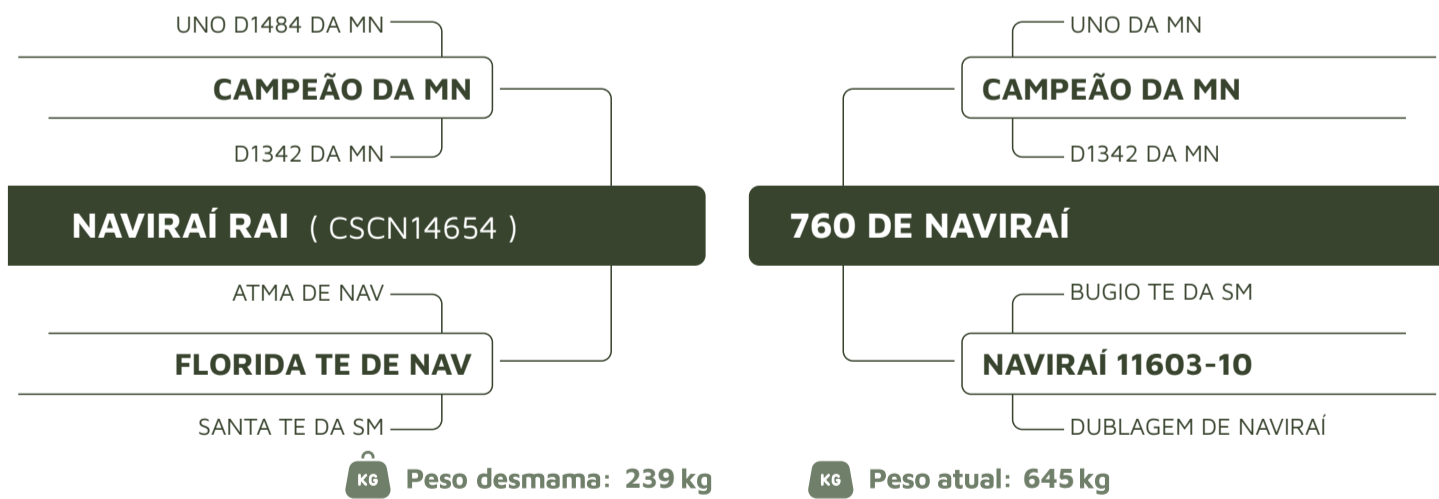 UNO D1484 DA MN
CAMPEÃO DA MN
D1342 DA MN
NAVIRAÍ RAI ( CSCN14654 )
ATMA DE NAV
FLORIDA TE DE NAV
SANTA TE DA SM
UNO DA MN
CAMPEÃO DA MN
D1342 DA MN
760 DE NAVIRAÍ
BUGIO TE DA SM
NAVIRAÍ 11603-10
DUBLAGEM DE NAVIRAÍ
KG Peso desmama: 239 kg
KG Peso atual: 645 kg